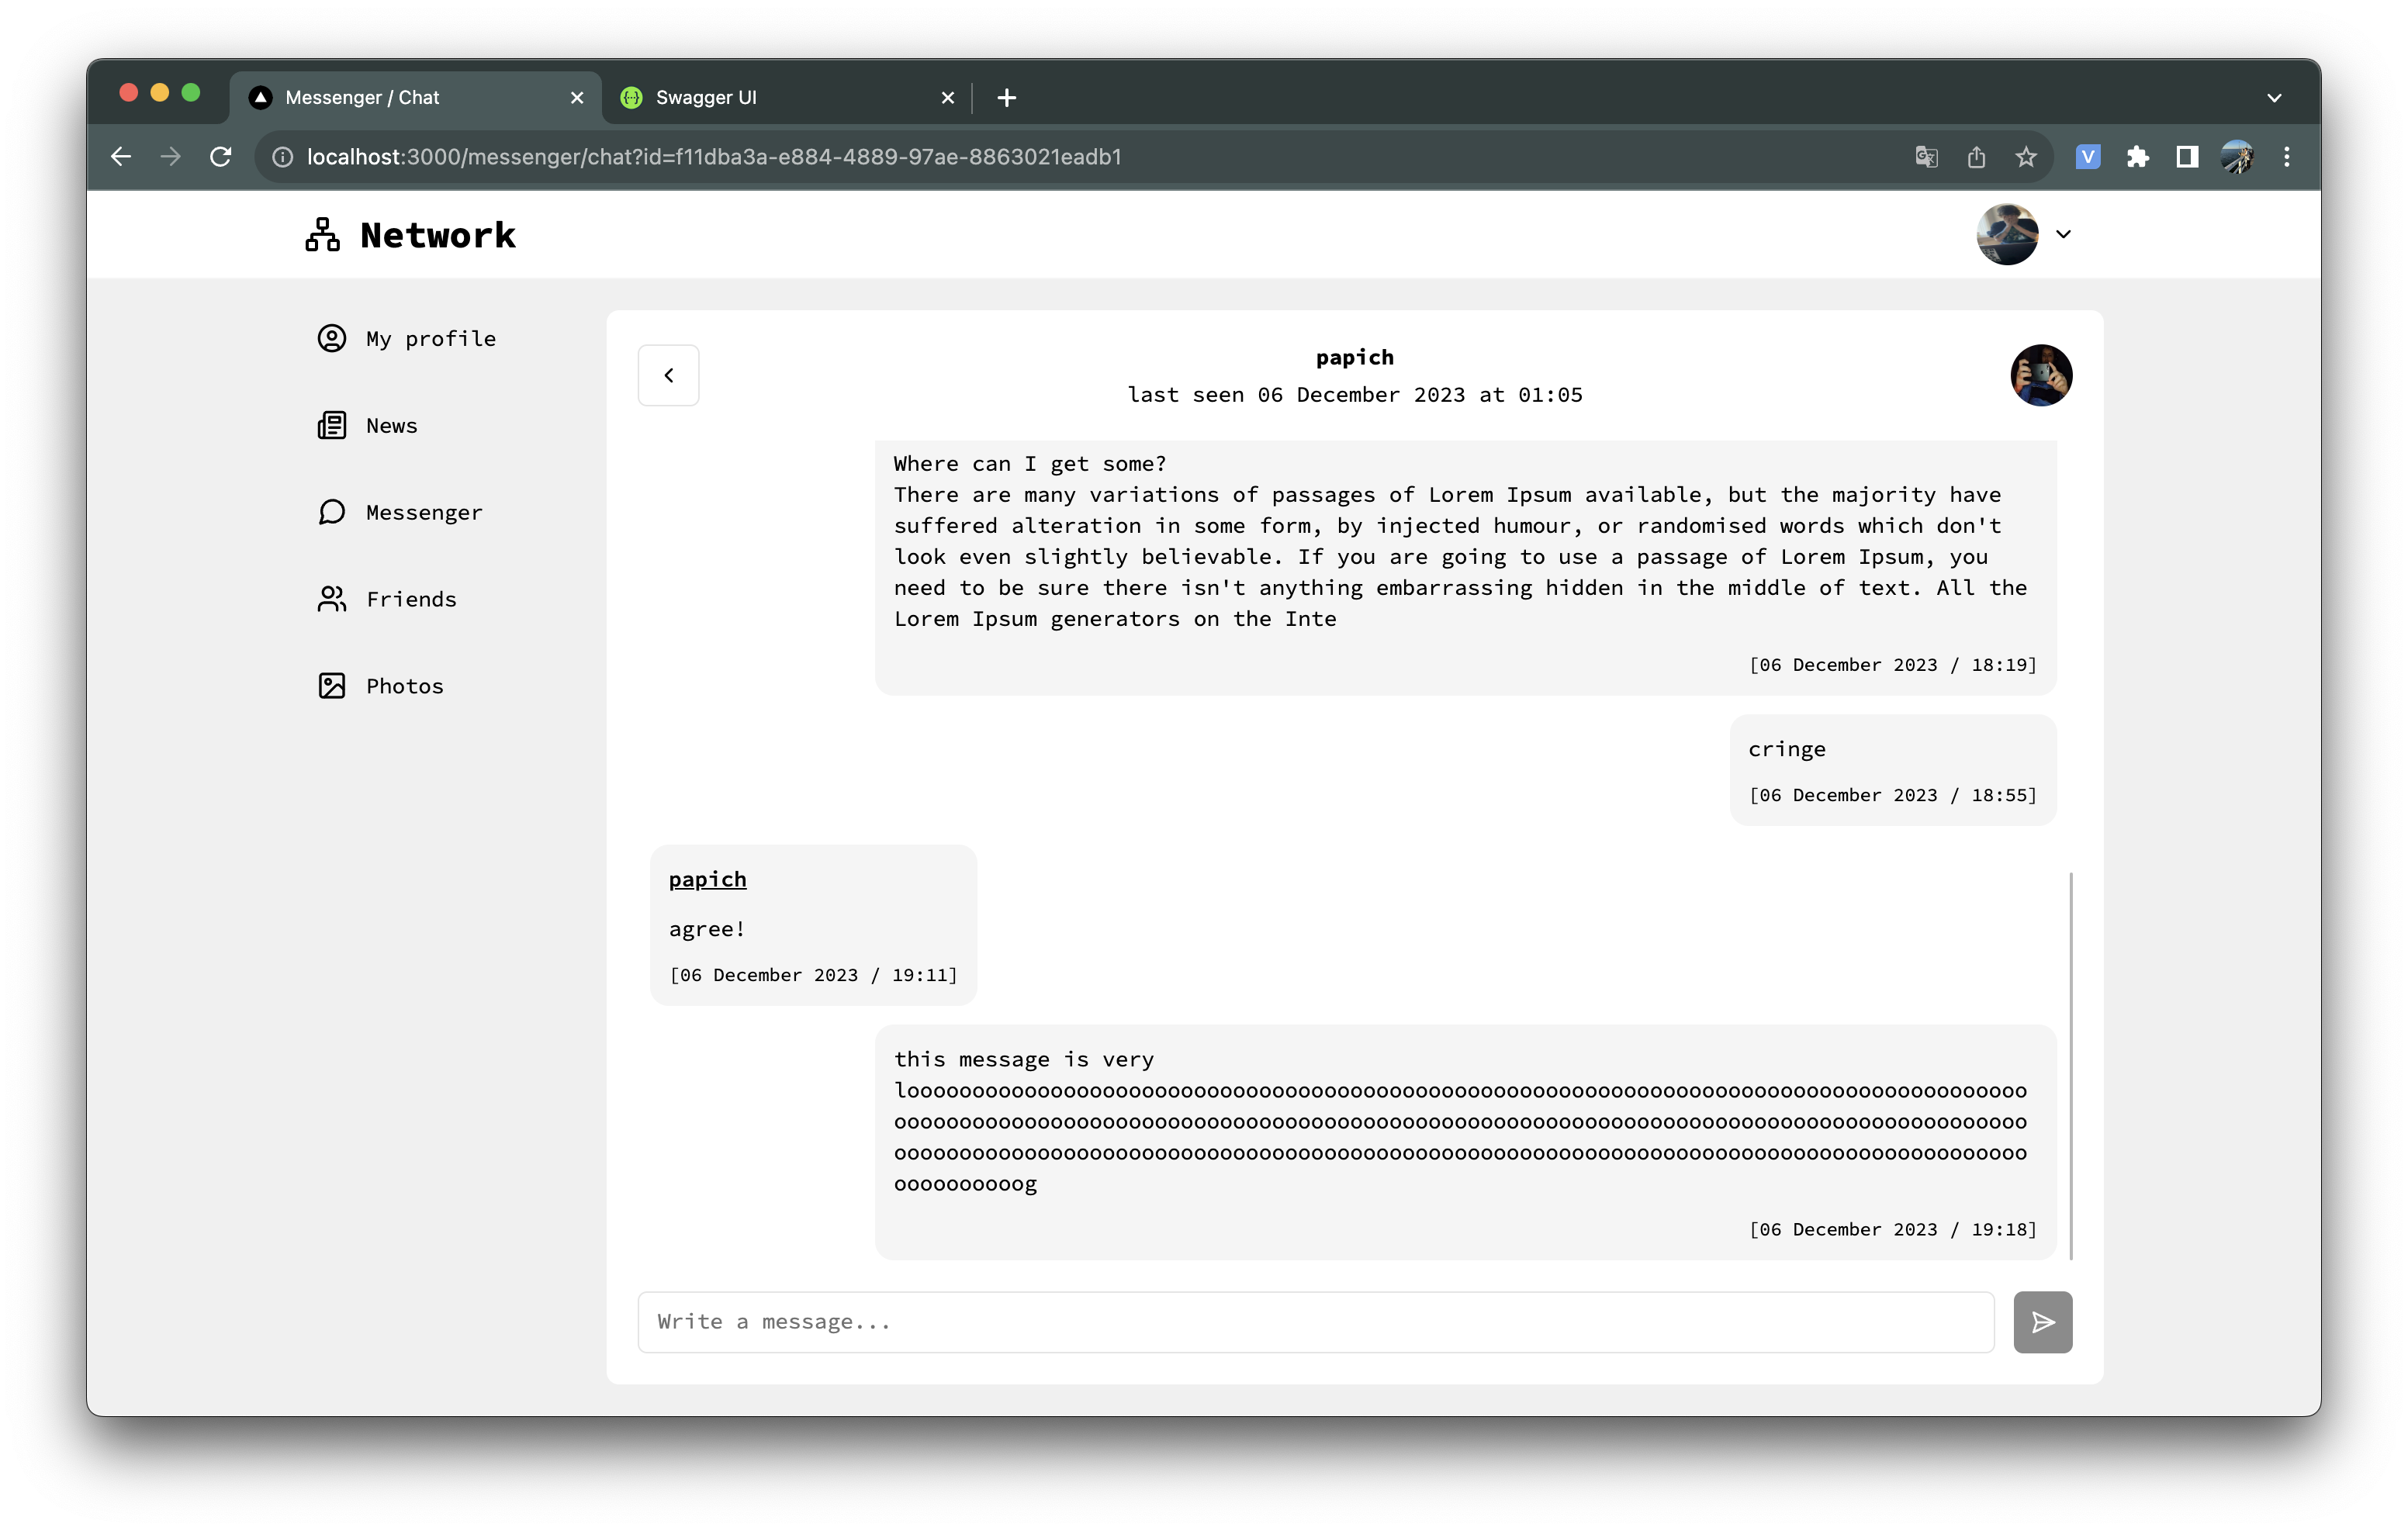 Messenger / Chat
Swagger UI
localhost:3000/messenger/chat?id=f11dba3a-e884-4889-97ae-8863021eadb1
V
Network
My profile
News
Messenger
Friends
Photos
papich
last seen 06 December 2023 at 01:05
Where can I get some?
There are many variations of passages of Lorem Ipsum available, but the majority have
suffered alteration in some form, by injected humour, or randomised words which don't
look even slightly believable. If you are going to use a passage of Lorem Ipsum, you
need to be sure there isn't anything embarrassing hidden in the middle of text. All the
Lorem Ipsum generators on the Inte
[06 December 2023 / 18:19]
cringe
[06 December 2023 / 18:55]
papich
agree!
[06 December 2023 / 19:11]
this message is very
loooooooooooooooooooooooooooooooooooooooooooooooooooooooooooooooooooooooooooooooooooooo
ooooooooooooooooooooooooooooooooooooooooooooooooooooooooooooooooooooooooooooooooooooooo
ooooooooooooooooooooooooooooooooooooooooooooooooooooooooooooooooooooooooooooooooooooooo
oooooooooog
[06 December 2023 / 19:18]
Write a message...